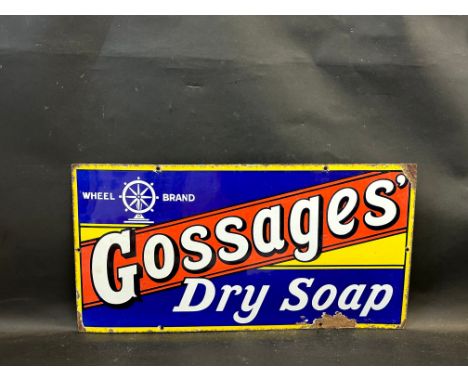 WHEEL BRAND
Gossages'
Dry Soap